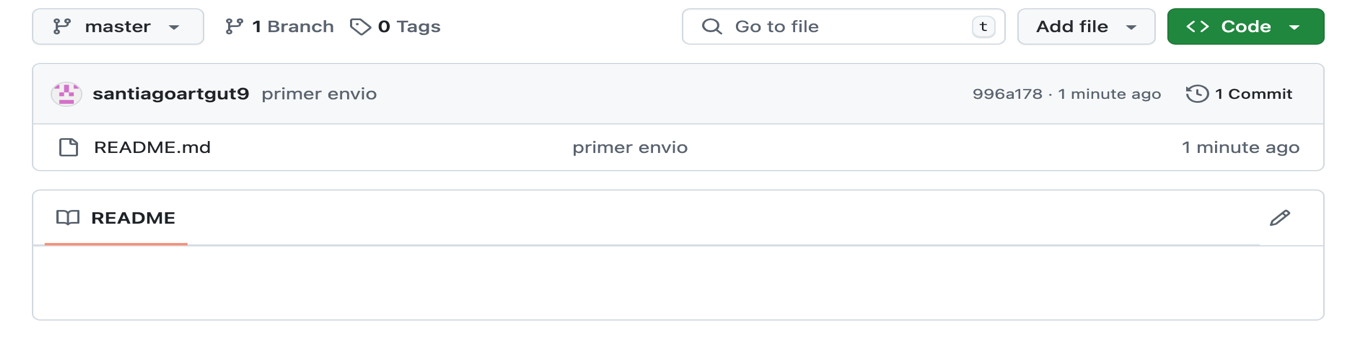 master 1 Branch 0 Tags Go to file t Add file <> Code
santiagoartgut9 primer envio 996a178 · 1 minute ago 1 Commit
README.md primer envio 1 minute ago
README